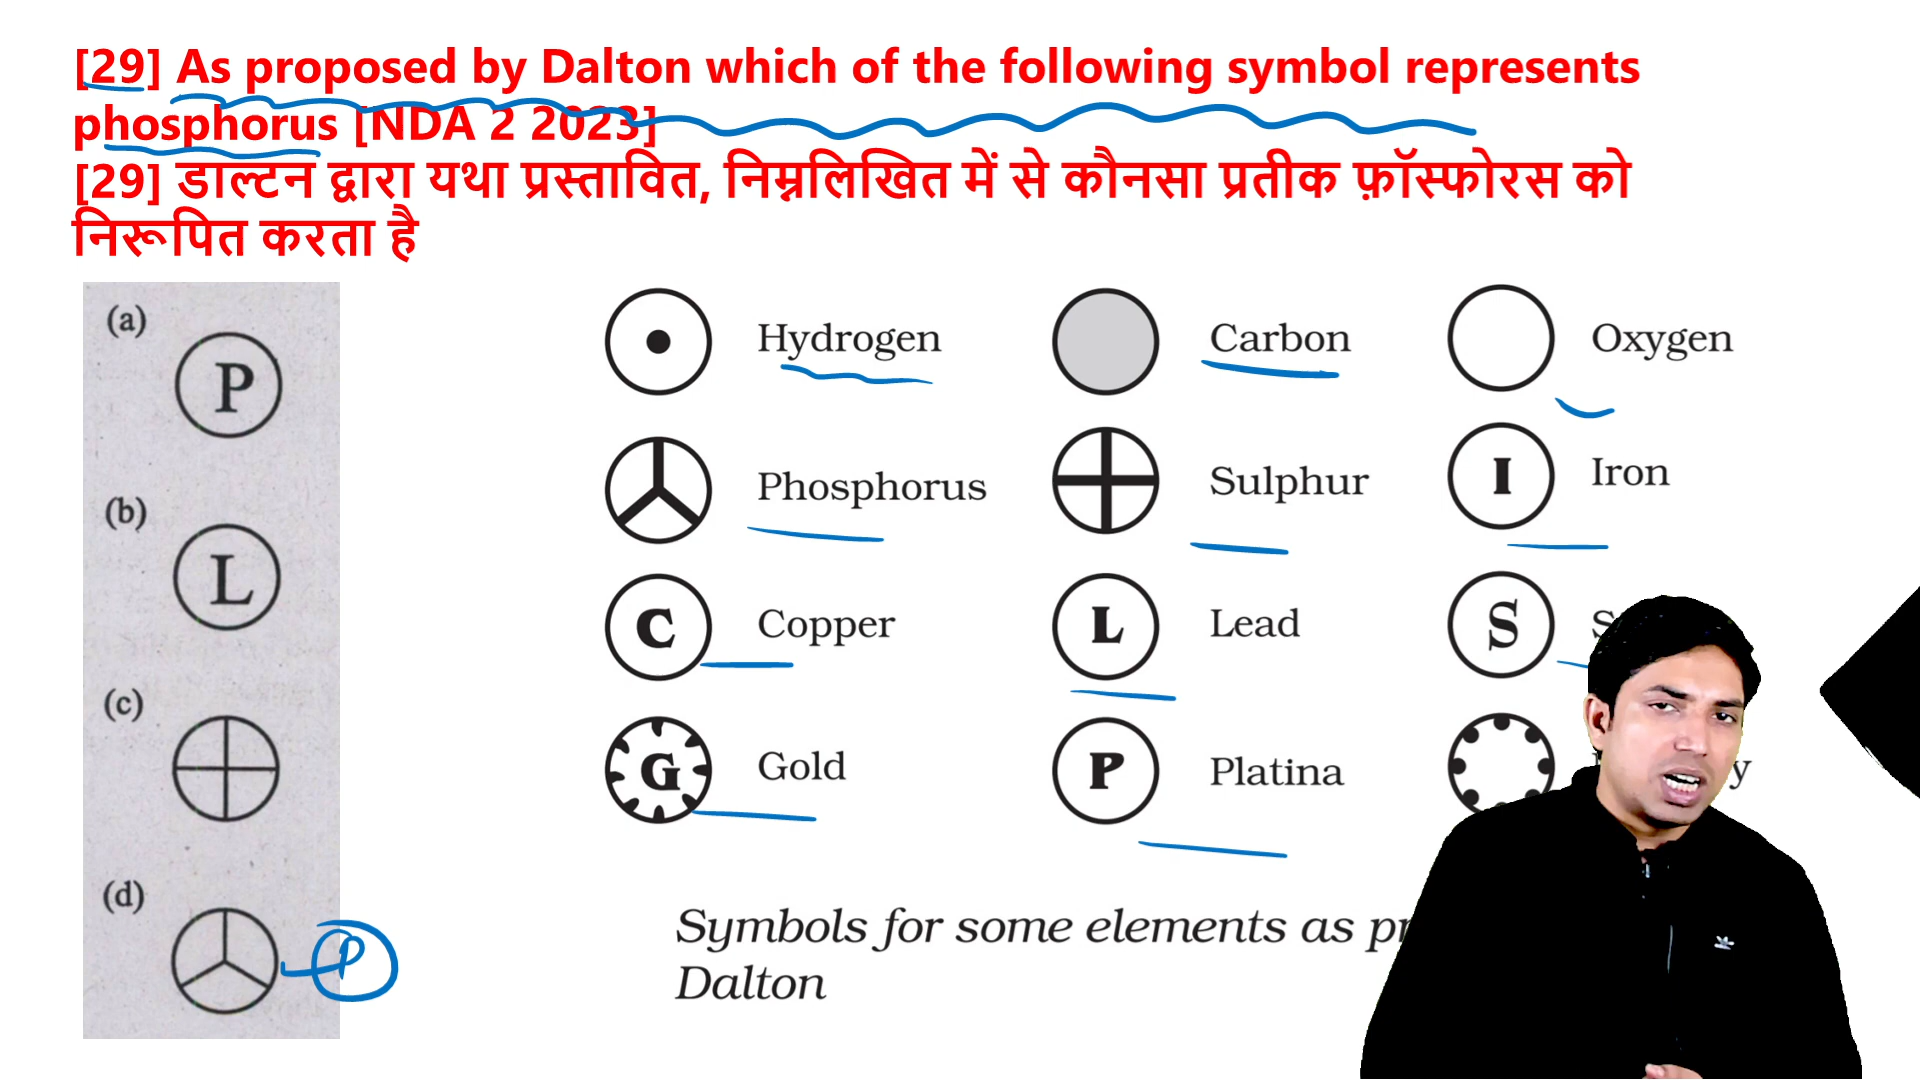 [29] As proposed by Dalton which of the following symbol represents
phosphorus [NDA 2 2023]
[29] डाल्टन द्वारा यथा प्रस्तावित, निम्नलिखित में से कौनसा प्रतीक फ़ॉस्फोरस को
निरूपित करता है
(a)
P
(b)
L
(c)
(d)
P
Hydrogen
Carbon
Oxygen
Phosphorus
Sulphur
I Iron
C Copper
L Lead
S
G Gold
P Platina
Symbols for some elements as
Dalton